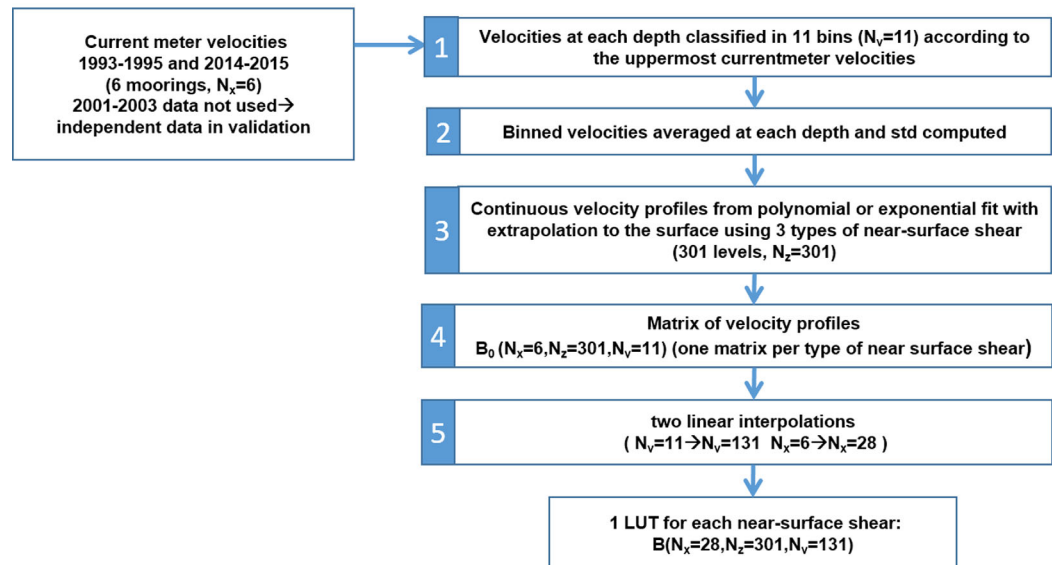 Current meter velocities
1993-1995 and 2014-2015
(6 moorings, Nₓ=6)
2001-2003 data not used→
independent data in validation
1
Velocities at each depth classified in 11 bins (Nᵥ=11) according to
the uppermost currentmeter velocities
2
Binned velocities averaged at each depth and std computed
3
Continuous velocity profiles from polynomial or exponential fit with
extrapolation to the surface using 3 types of near-surface shear
(301 levels, N_z=301)
4
Matrix of velocity profiles
B₀ (Nₓ=6,N_z=301,Nᵥ=11) (one matrix per type of near surface shear)
5
two linear interpolations
( Nᵥ=11→Nᵥ=131 Nₓ=6→Nₓ=28 )
1 LUT for each near-surface shear:
B(Nₓ=28,N_z=301,Nᵥ=131)